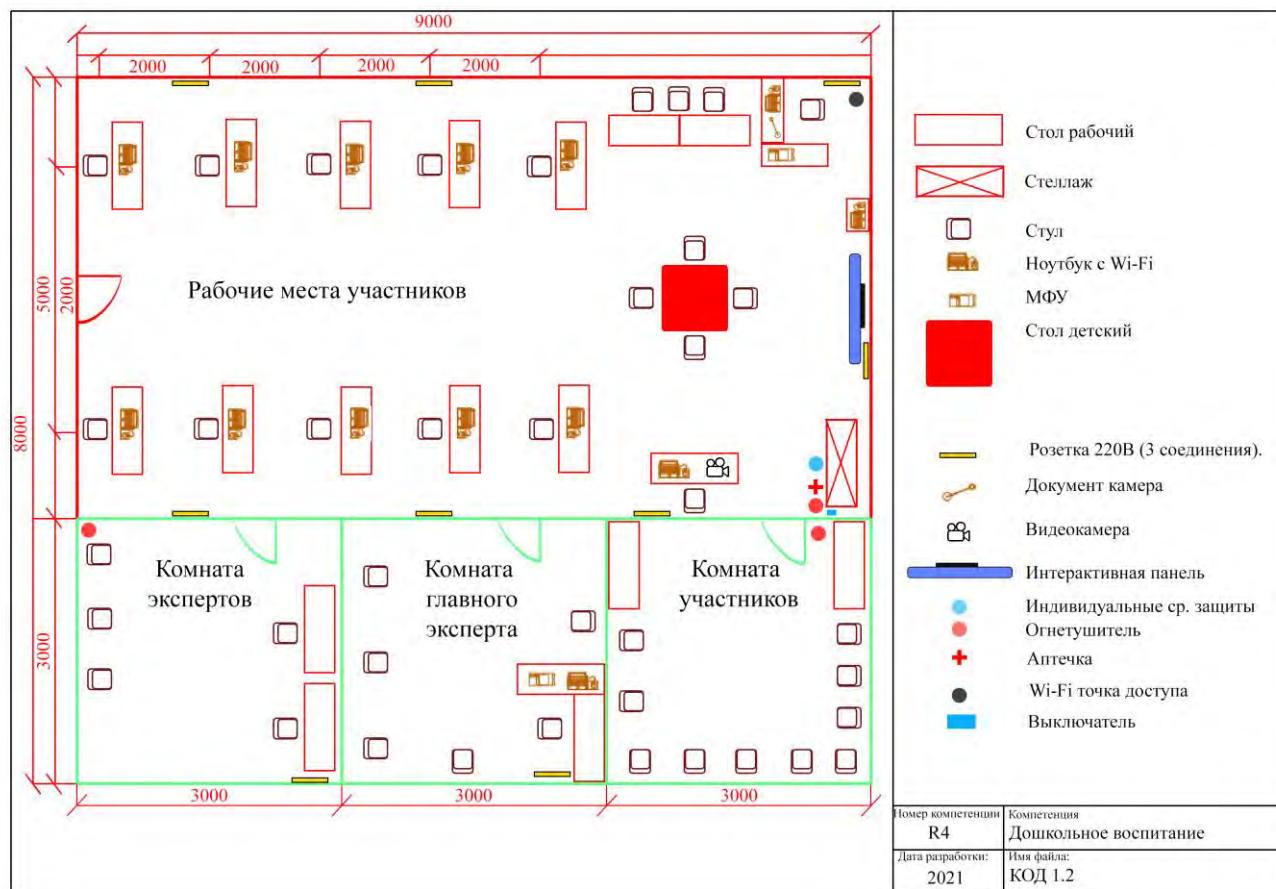 9000
2000
2000
2000
2000
8000
5000
2000
3000
Рабочие места участников
Комната
экспертов
Комната
главного
эксперта
Комната
участников
3000
3000
3000
Стол рабочий
Стеллаж
Стул
Ноутбук с Wi-Fi
МФУ
Стол детский
Розетка 220В (3 соединения).
Документ камера
Видеокамера
Интерактивная панель
Индивидуальные ср. защиты
Огнетушитель
Аптечка
Wi-Fi точка доступа
Выключатель
Номер компетенции
R4
Компетенция
Дошкольное воспитание
Дата разработки:
2021
Имя файла:
КОД 1.2